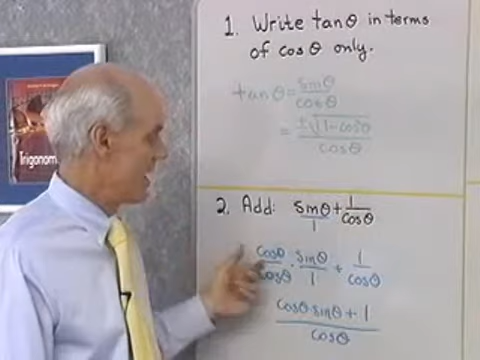 1. Write tanθ in terms
of cosθ only.
tanθ = sinθ/cosθ
= ±√1-cos²θ/cosθ
2. Add: sinθ/1 + 1/cosθ
cosθ/cosθ · sinθ/1 + 1/cosθ
cosθ·sinθ+1/cosθ
Trigonom